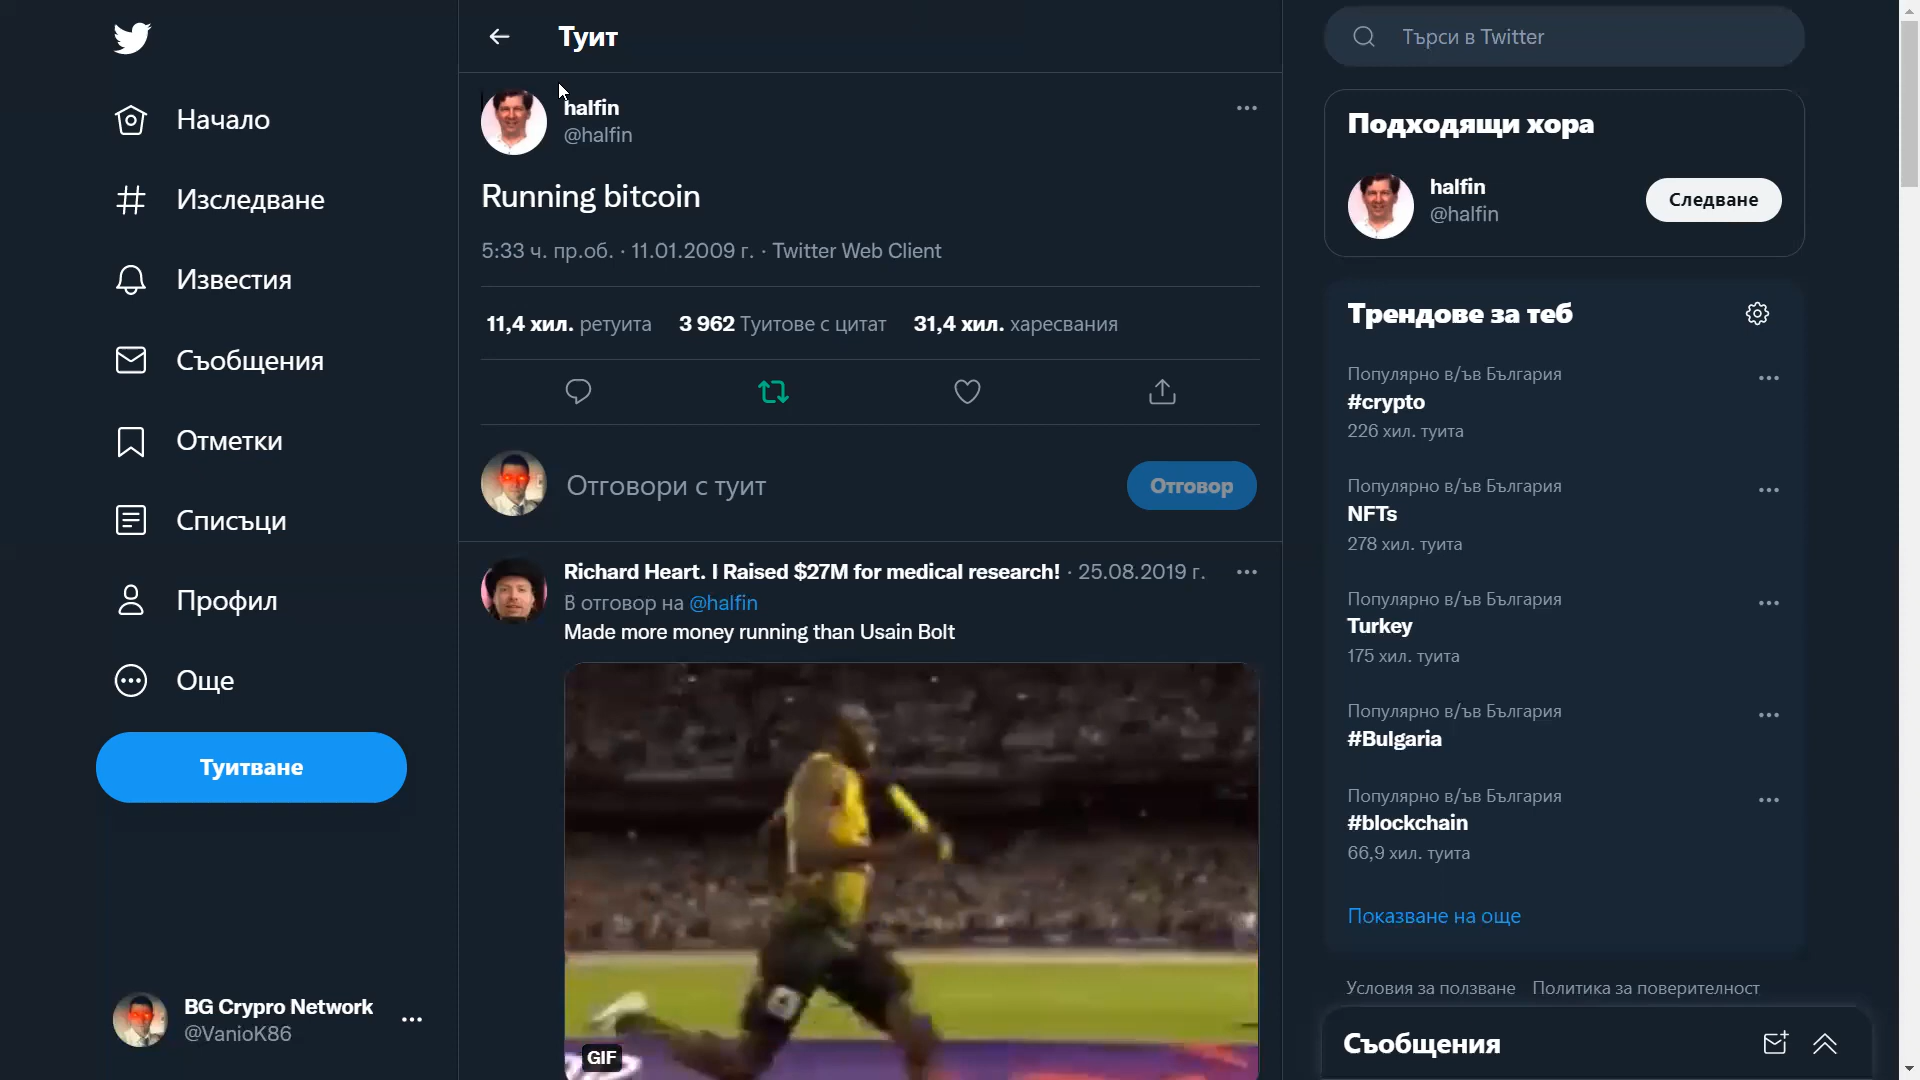 Начало
Изследване
Известия
Съобщения
Отметки
Списъци
Профил
Още
Туитване
BG Crypro Network
@VanioK86
Туит
halfin
@halfin
Running bitcoin
5:33 ч. пр.об. · 11.01.2009 г. · Twitter Web Client
11,4 хил. ретуита 3 962 Туитове с цитат 31,4 хил. харесвания
Отговори с туит
Отговор
Richard Heart. I Raised $27M for medical research! · 25.08.2019 г.
В отговор на @halfin
Made more money running than Usain Bolt
GIF
Търси в Twitter
Подходящи хора
halfin
@halfin
Следване
Трендове за теб
Популярно в/ъв България
#crypto
226 хил. туита
Популярно в/ъв България
NFTs
278 хил. туита
Популярно в/ъв България
Turkey
175 хил. туита
Популярно в/ъв България
#Bulgaria
Популярно в/ъв България
#blockchain
66,9 хил. туита
Показване на още
Условия за ползване Политика за поверителност
Съобщения